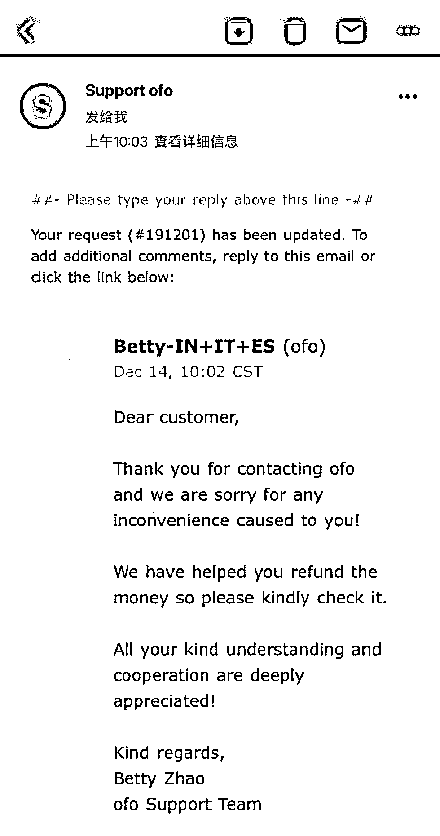 S
Support ofo
发给我
上午10:03 查看详细信息
##- Please type your reply above this line -##
Your request (#191201) has been updated. To
add additional comments, reply to this email or
click the link below:
Betty-IN+IT+ES (ofo)
Dec 14, 10:02 CST
Dear customer,
Thank you for contacting ofo
and we are sorry for any
inconvenience caused to you!
We have helped you refund the
money so please kindly check it.
All your kind understanding and
cooperation are deeply
appreciated!
Kind regards,
Betty Zhao
ofo Support Team